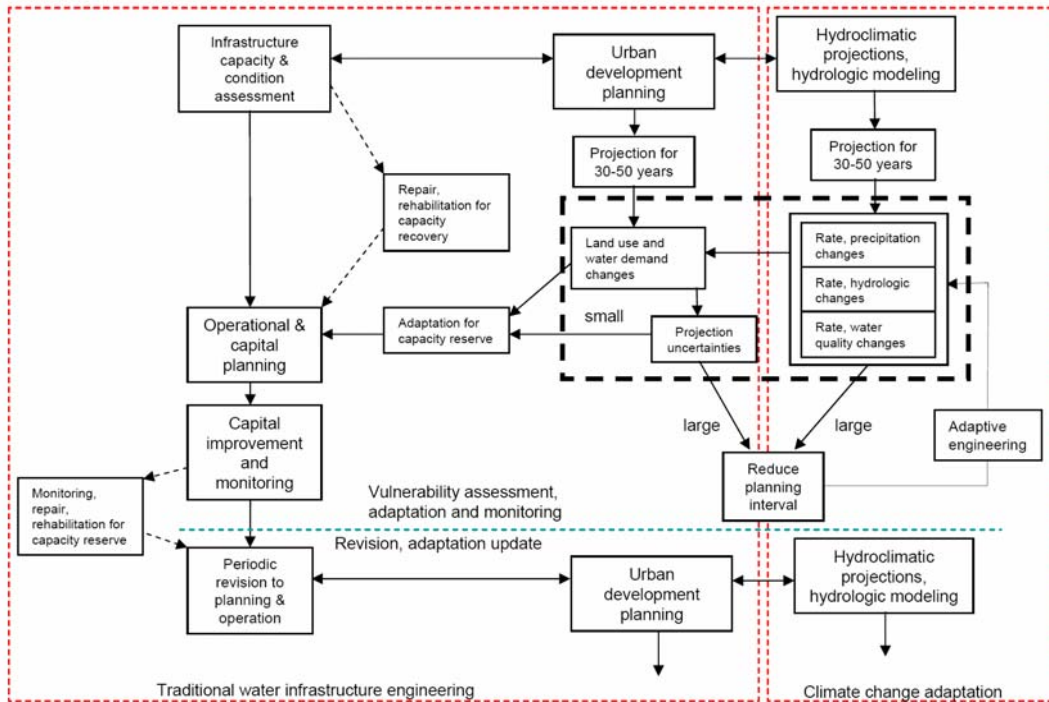 Infrastructure
capacity &
condition
assessment
Urban
development
planning
Hydroclimatic
projections,
hydrologic modeling
Projection for
30-50 years
Projection for
30-50 years
Repair,
rehabilitation for
capacity
recovery
Land use and
water demand
changes
Rate, precipitation
changes
Rate, hydrologic
changes
Rate, water
quality changes
Operational &
capital
planning
Adaptation for
capacity reserve
small
Projection
uncertainties
large
large
Adaptive
engineering
Capital
improvement
and
monitoring
Reduce
planning
interval
Monitoring,
repair,
rehabilitation for
capacity reserve
Vulnerability assessment,
adaptation and monitoring
Revision, adaptation update
Periodic
revision to
planning &
operation
Urban
development
planning
Hydroclimatic
projections,
hydrologic modeling
Traditional water infrastructure engineering
Climate change adaptation